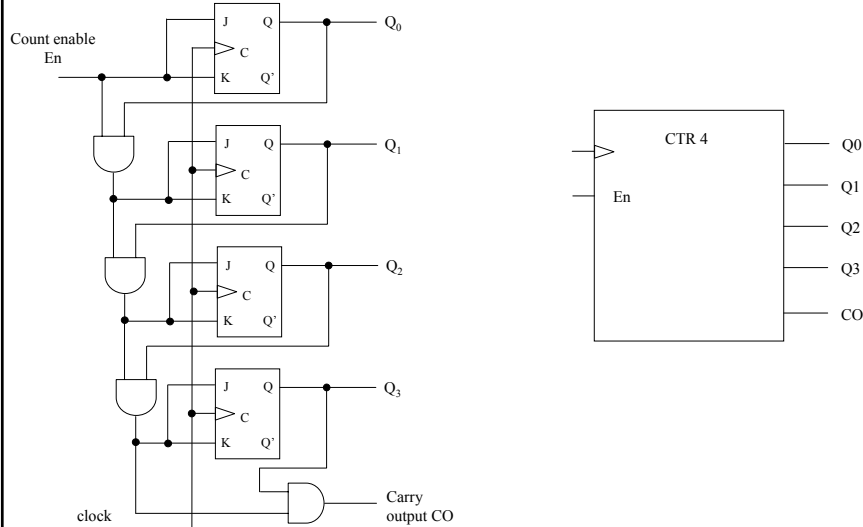 J Q Q0
Count enable
En
C
K Q'
J Q Q1
C
K Q'
J Q Q2
C
K Q'
J Q Q3
C
K Q'
Carry
output CO
clock
CTR 4
Q0
Q1
En
Q2
Q3
CO